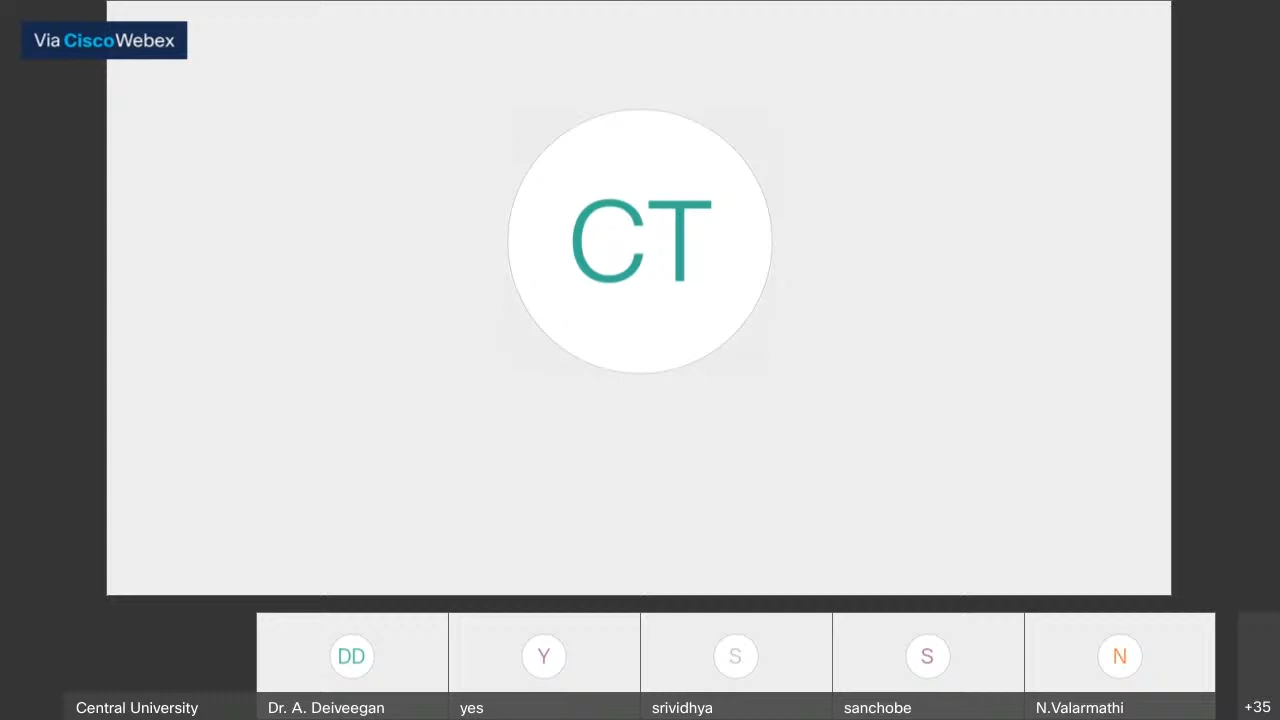 Via CiscoWebex
CT
DD
Y
S
S
N
Central University
Dr. A. Deiveegan
yes
srividhya
sanchobe
N.Valarmathi
+35